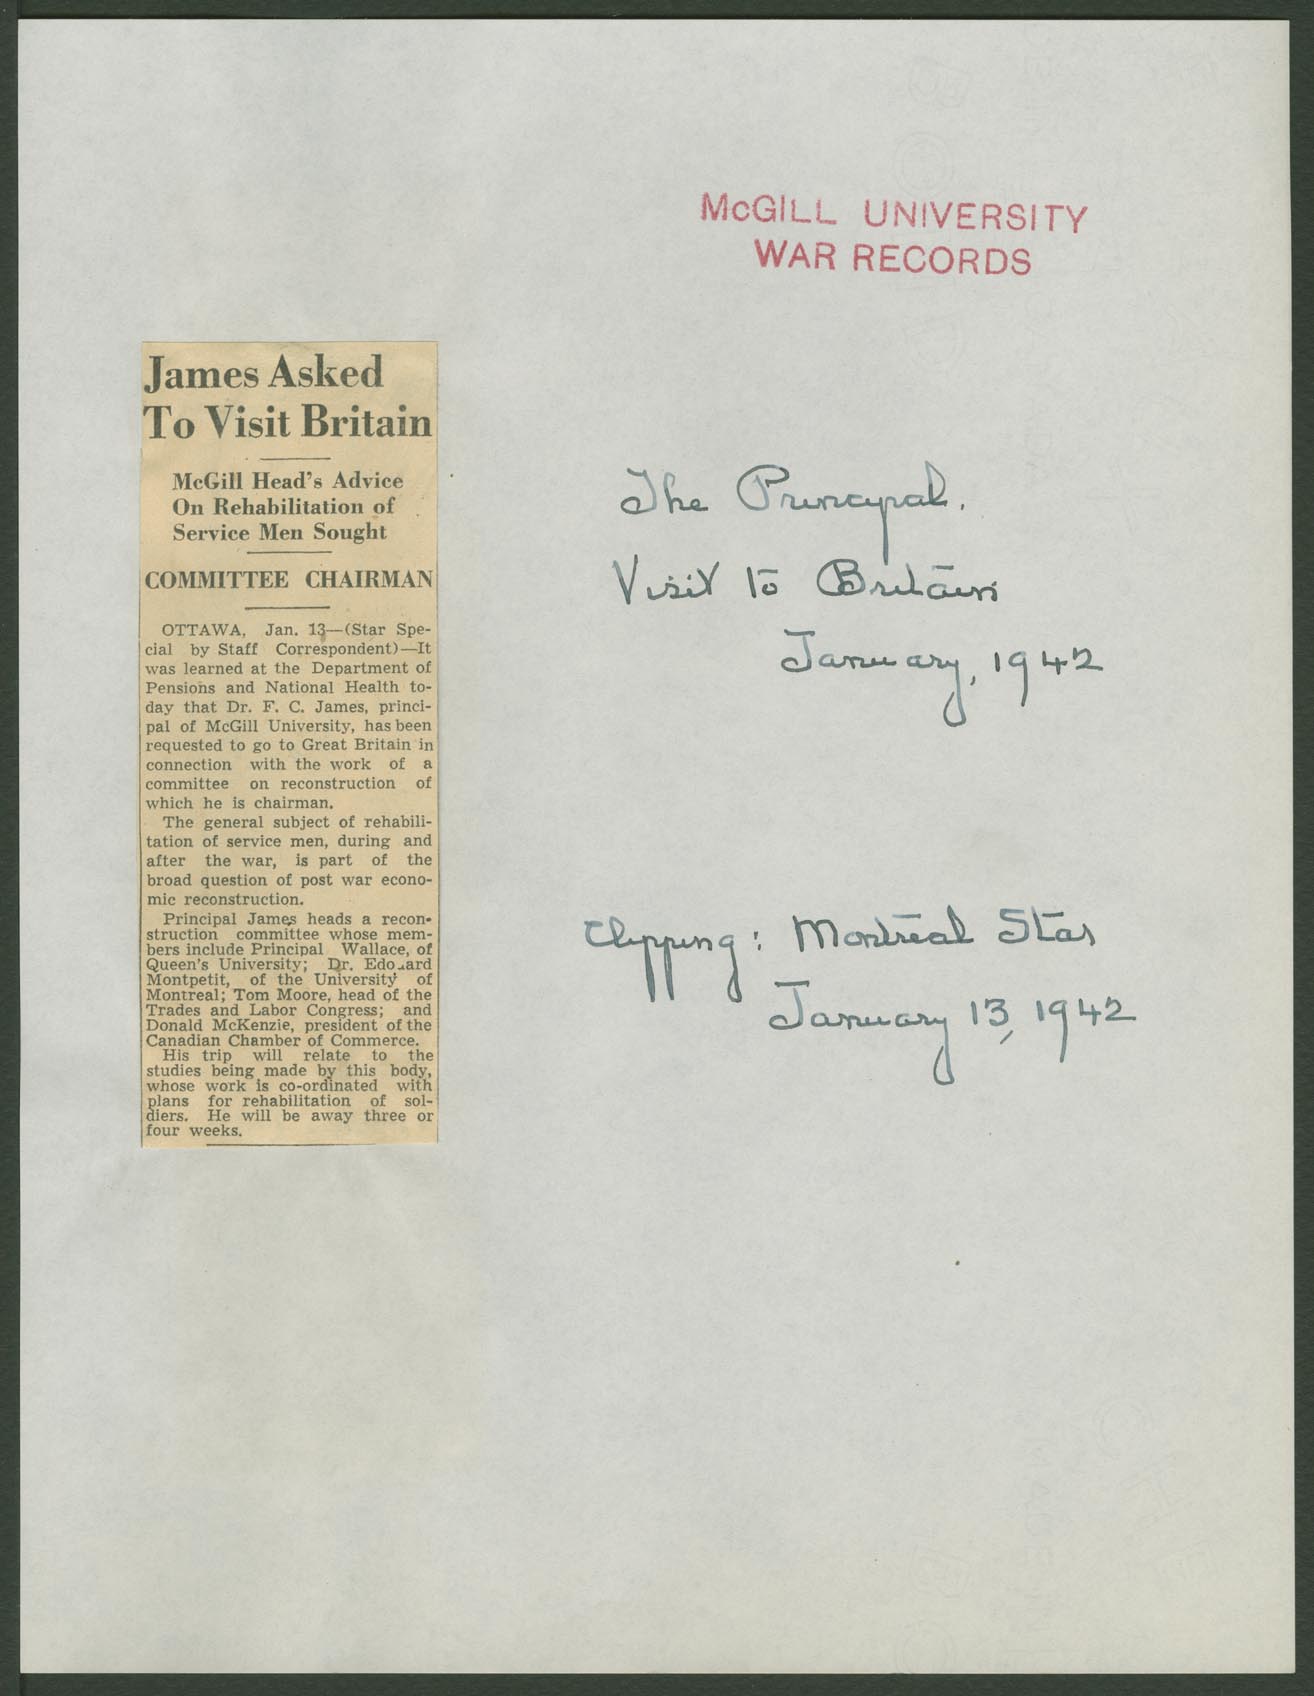 McGILL UNIVERSITY
WAR RECORDS
James Asked
To Visit Britain
McGill Head's Advice
On Rehabilitation of
Service Men Sought
COMMITTEE CHAIRMAN
OTTAWA, Jan. 13—(Star Spe-
cial by Staff Correspondent)—It
was learned at the Department of
Pensions and National Health to-
day that Dr. F. C. James, princi-
pal of McGill University, has been
requested to go to Great Britain in
connection with the work of a
committee on reconstruction of
which he is chairman.
The general subject of rehabili-
tation of service men, during and
after the war, is part of the
broad question of post war econo-
mic reconstruction.
Principal James heads a recon-
struction committee whose mem-
bers include Principal Wallace, of
Queen's University; Dr. Edouard
Montpetit, of the University of
Montreal; Tom Moore, head of the
Trades and Labor Congress; and
Donald McKenzie, president of the
Canadian Chamber of Commerce.
His trip will relate to the
studies being made by this body,
whose work is co-ordinated with
plans for rehabilitation of sol-
diers. He will be away three or
four weeks.
The Principal.
Visit to Britain
January, 1942
Clipping: Montreal Star
January 13, 1942